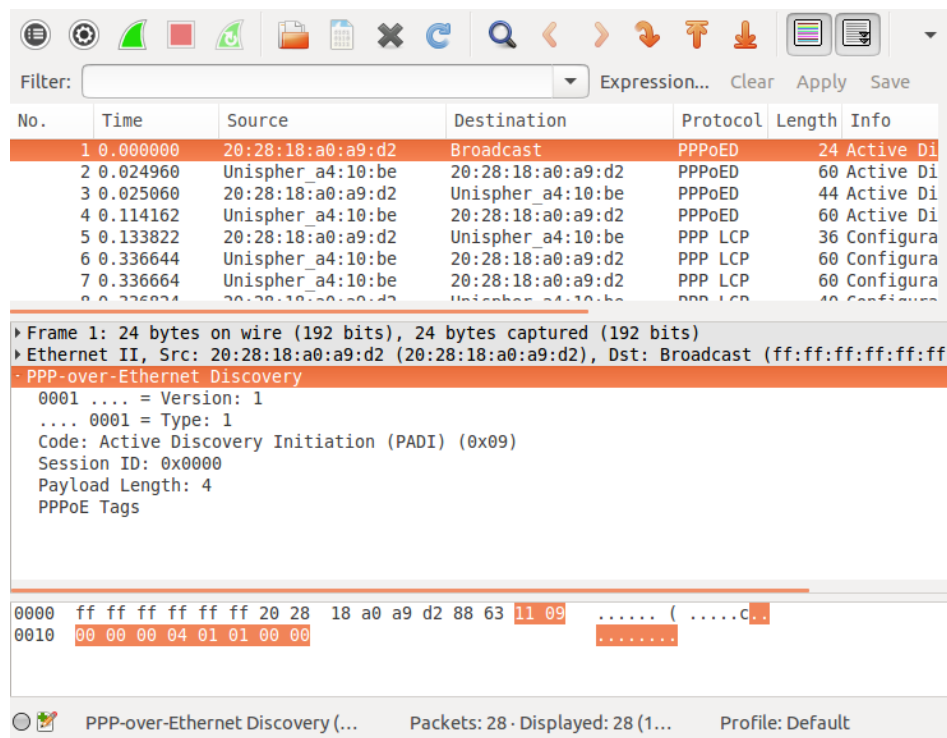 Filter: Expression... Clear Apply Save
No. Time Source Destination Protocol Length Info
1 0.000000 20:28:18:a0:a9:d2 Broadcast PPPoED 24 Active Di
2 0.024960 Unispher_a4:10:be 20:28:18:a0:a9:d2 PPPoED 60 Active Di
3 0.025060 20:28:18:a0:a9:d2 Unispher_a4:10:be PPPoED 44 Active Di
4 0.114162 Unispher_a4:10:be 20:28:18:a0:a9:d2 PPPoED 60 Active Di
5 0.133822 20:28:18:a0:a9:d2 Unispher_a4:10:be PPP LCP 36 Configura
6 0.336644 Unispher_a4:10:be 20:28:18:a0:a9:d2 PPP LCP 60 Configura
7 0.336664 Unispher_a4:10:be 20:28:18:a0:a9:d2 PPP LCP 60 Configura
Frame 1: 24 bytes on wire (192 bits), 24 bytes captured (192 bits)
Ethernet II, Src: 20:28:18:a0:a9:d2 (20:28:18:a0:a9:d2), Dst: Broadcast (ff:ff:ff:ff:ff:ff
PPP-over-Ethernet Discovery
0001 .... = Version: 1
.... 0001 = Type: 1
Code: Active Discovery Initiation (PADI) (0x09)
Session ID: 0x0000
Payload Length: 4
PPPoE Tags
0000 ff ff ff ff ff ff 20 28 18 a0 a9 d2 88 63 11 09 ...... ( .....c..
0010 00 00 00 04 01 01 00 00 ........
PPP-over-Ethernet Discovery (... Packets: 28 · Displayed: 28 (1... Profile: Default